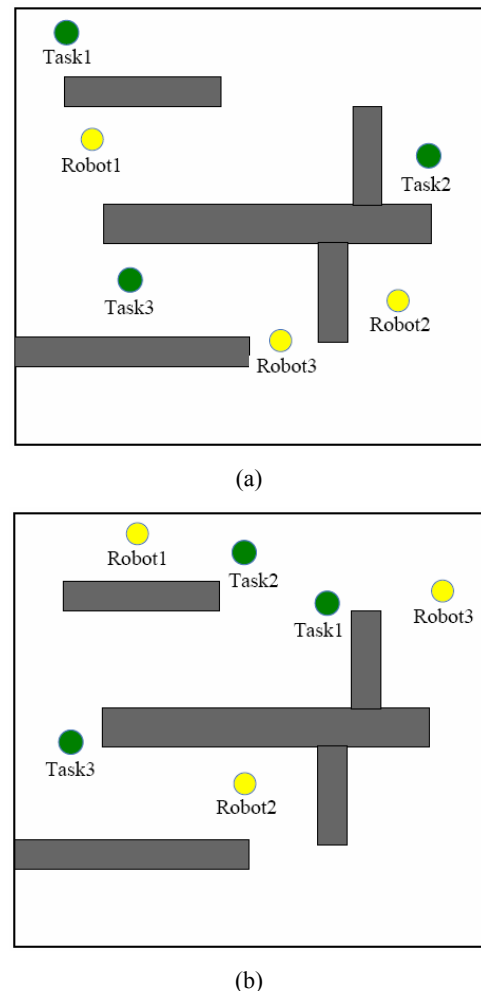 Task1
Robot1
Task2
Task3
Robot2
Robot3
(a)
Robot1
Task2
Robot3
Task1
Task3
Robot2
(b)